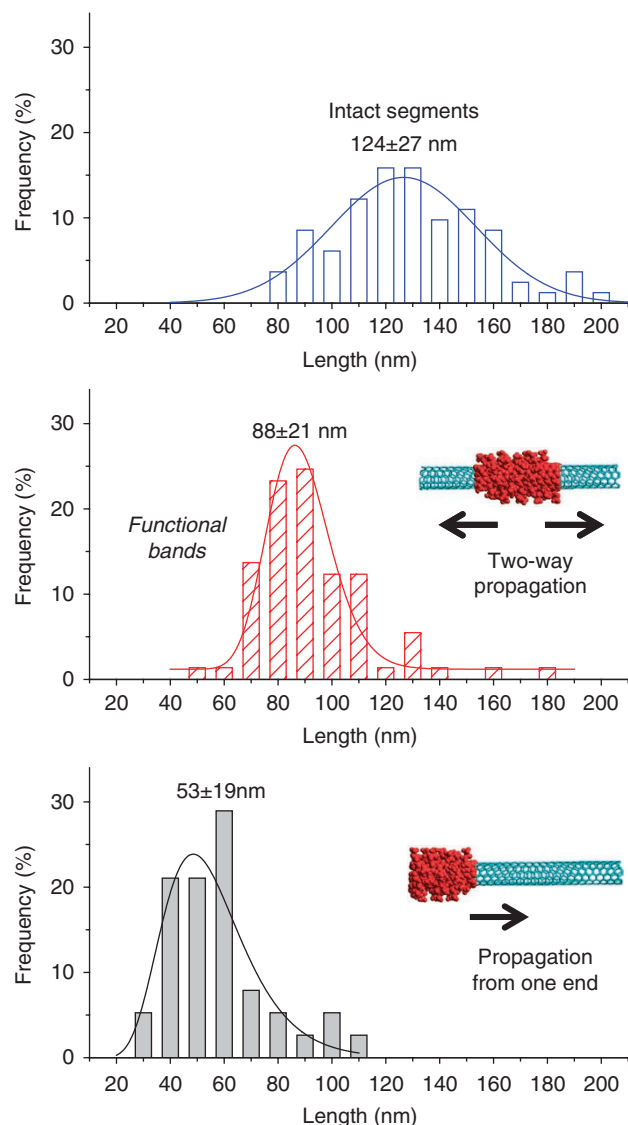 30
20
10
0
Frequency (%)
Intact segments
124±27 nm
20 40 60 80 100 120 140 160 180 200
Length (nm)
30
20
10
0
Frequency (%)
88±21 nm
Functional
bands
Two-way
propagation
20 40 60 80 100 120 140 160 180 200
Length (nm)
30
20
10
0
Frequency (%)
53±19nm
Propagation
from one end
20 40 60 80 100 120 140 160 180 200
Length (nm)